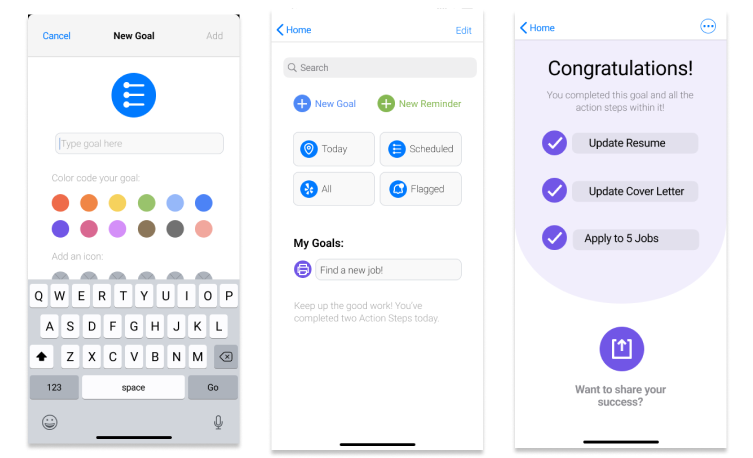 Cancel New Goal Add
Type goal here
Color code your goal:
Add an icon:
Q W E R T Y U I O P
A S D F G H J K L
Z X C V B N M
123 space Go
Home Edit
Search
New Goal New Reminder
Today Scheduled
All Flagged
My Goals:
Find a new job!
Keep up the good work! You've
completed two Action Steps today.
Home
Congratulations!
You completed this goal and all the
action steps within it!
Update Resume
Update Cover Letter
Apply to 5 Jobs
Want to share your
success?